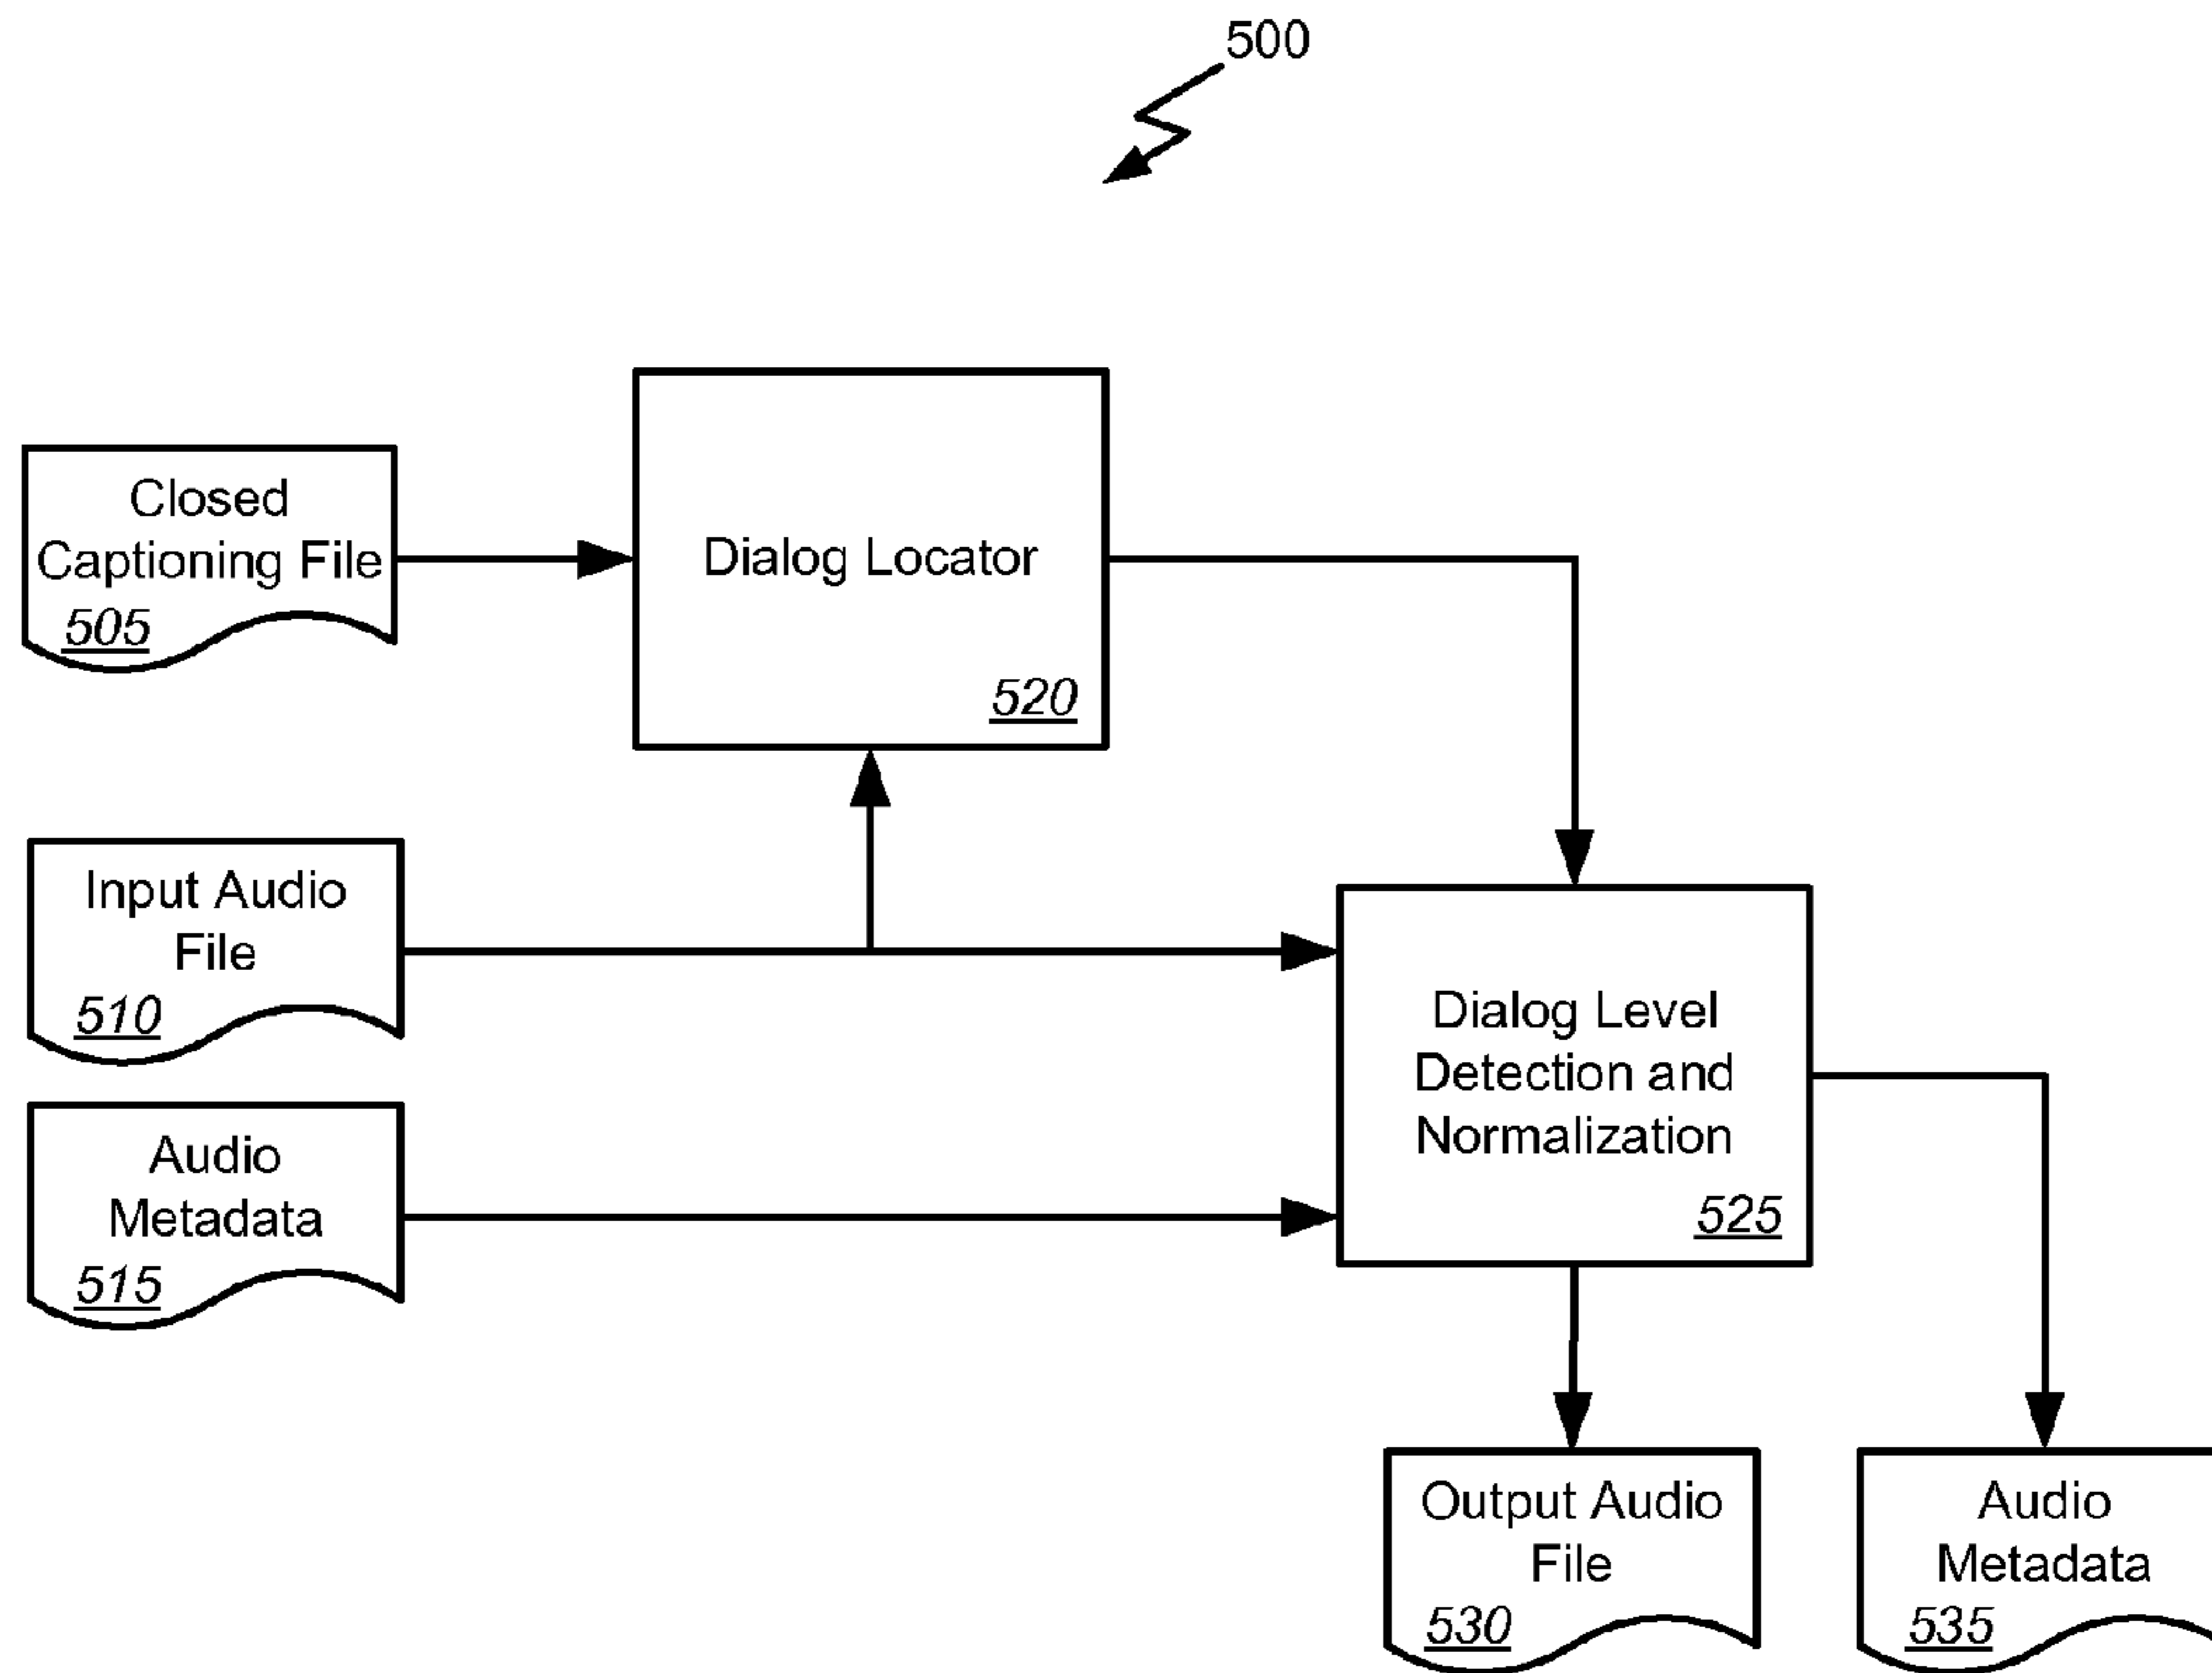 500
Closed
Captioning File
505
Dialog Locator
520
Input Audio
File
510
Audio
Metadata
515
Dialog Level
Detection and
Normalization
525
Output Audio
File
530
Audio
Metadata
535